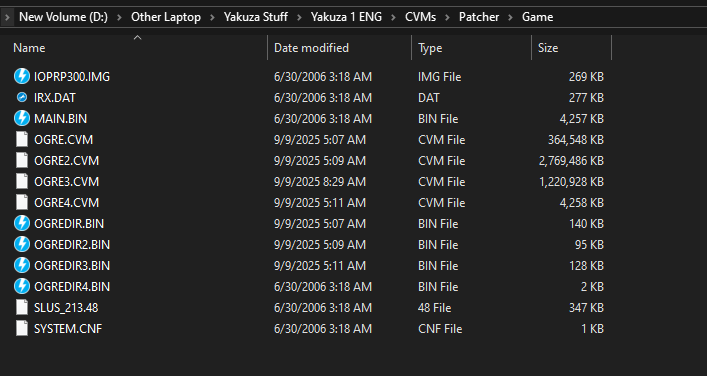 New Volume (D:) > Other Laptop > Yakuza Stuff > Yakuza 1 ENG > CVMs > Patcher > Game
Name Date modified Type Size
IOPRP300.IMG 6/30/2006 3:18 AM IMG File 269 KB
IRX.DAT 6/30/2006 3:18 AM DAT 277 KB
MAIN.BIN 6/30/2006 3:18 AM BIN File 4,257 KB
OGRE.CVM 9/9/2025 5:07 AM CVM File 364,548 KB
OGRE2.CVM 9/9/2025 5:09 AM CVM File 2,769,486 KB
OGRE3.CVM 9/9/2025 8:29 AM CVM File 1,220,928 KB
OGRE4.CVM 9/9/2025 5:11 AM CVM File 4,258 KB
OGREDIR.BIN 9/9/2025 5:07 AM BIN File 140 KB
OGREDIR2.BIN 9/9/2025 5:09 AM BIN File 95 KB
OGREDIR3.BIN 9/9/2025 5:11 AM BIN File 128 KB
OGREDIR4.BIN 6/30/2006 3:18 AM BIN File 2 KB
SLUS_213.48 6/30/2006 3:18 AM 48 File 347 KB
SYSTEM.CNF 6/30/2006 3:18 AM CNF File 1 KB